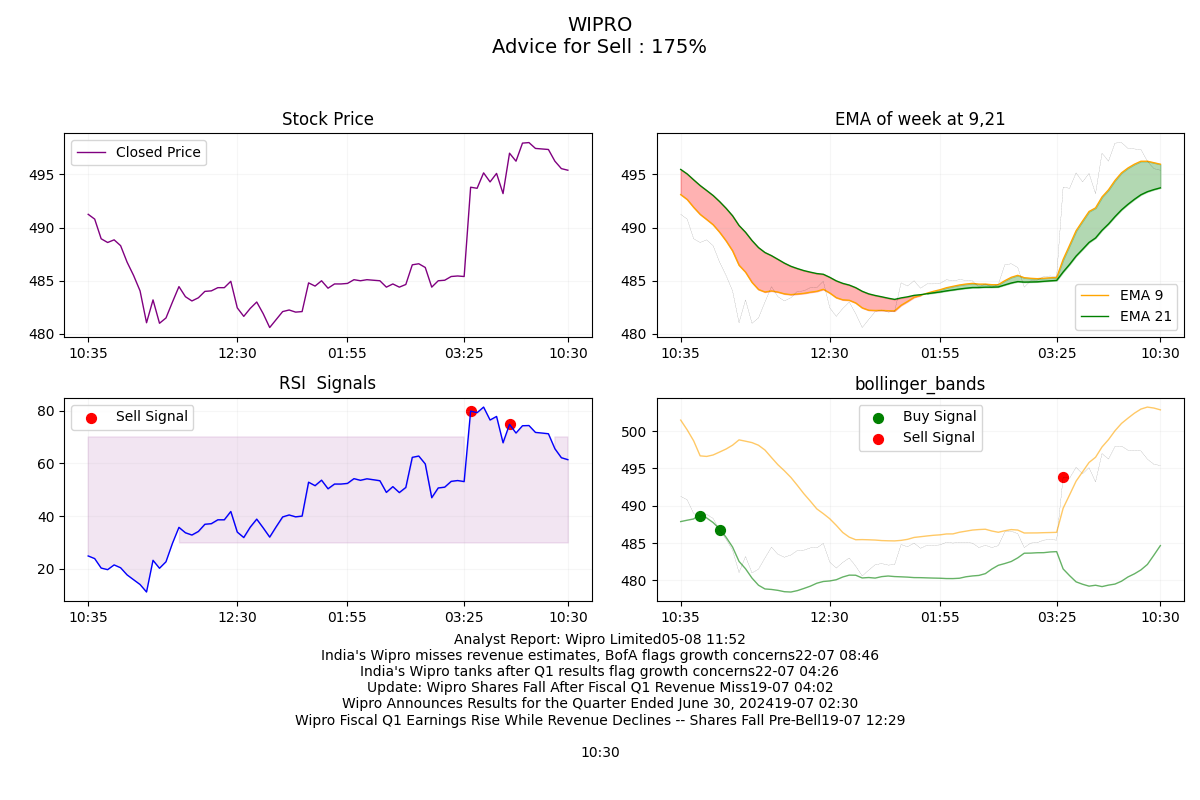 WIPRO
Advice for Sell : 175%
Stock Price
Closed Price
495
490
485
480
10:35
12:30
01:55
03:25
10:30
EMA of week at 9,21
495
490
485
480
EMA 9
EMA 21
10:35
12:30
01:55
03:25
10:30
RSI  Signals
Sell Signal
80
60
40
20
10:35
12:30
01:55
03:25
10:30
bollinger_bands
Buy Signal
Sell Signal
500
495
490
485
480
10:35
12:30
01:55
03:25
10:30
Analyst Report: Wipro Limited05-08 11:52
India's Wipro misses revenue estimates, BofA flags growth concerns22-07 08:46
India's Wipro tanks after Q1 results flag growth concerns22-07 04:26
Update: Wipro Shares Fall After Fiscal Q1 Revenue Miss19-07 04:02
Wipro Announces Results for the Quarter Ended June 30, 202419-07 02:30
Wipro Fiscal Q1 Earnings Rise While Revenue Declines -- Shares Fall Pre-Bell19-07 12:29
10:30